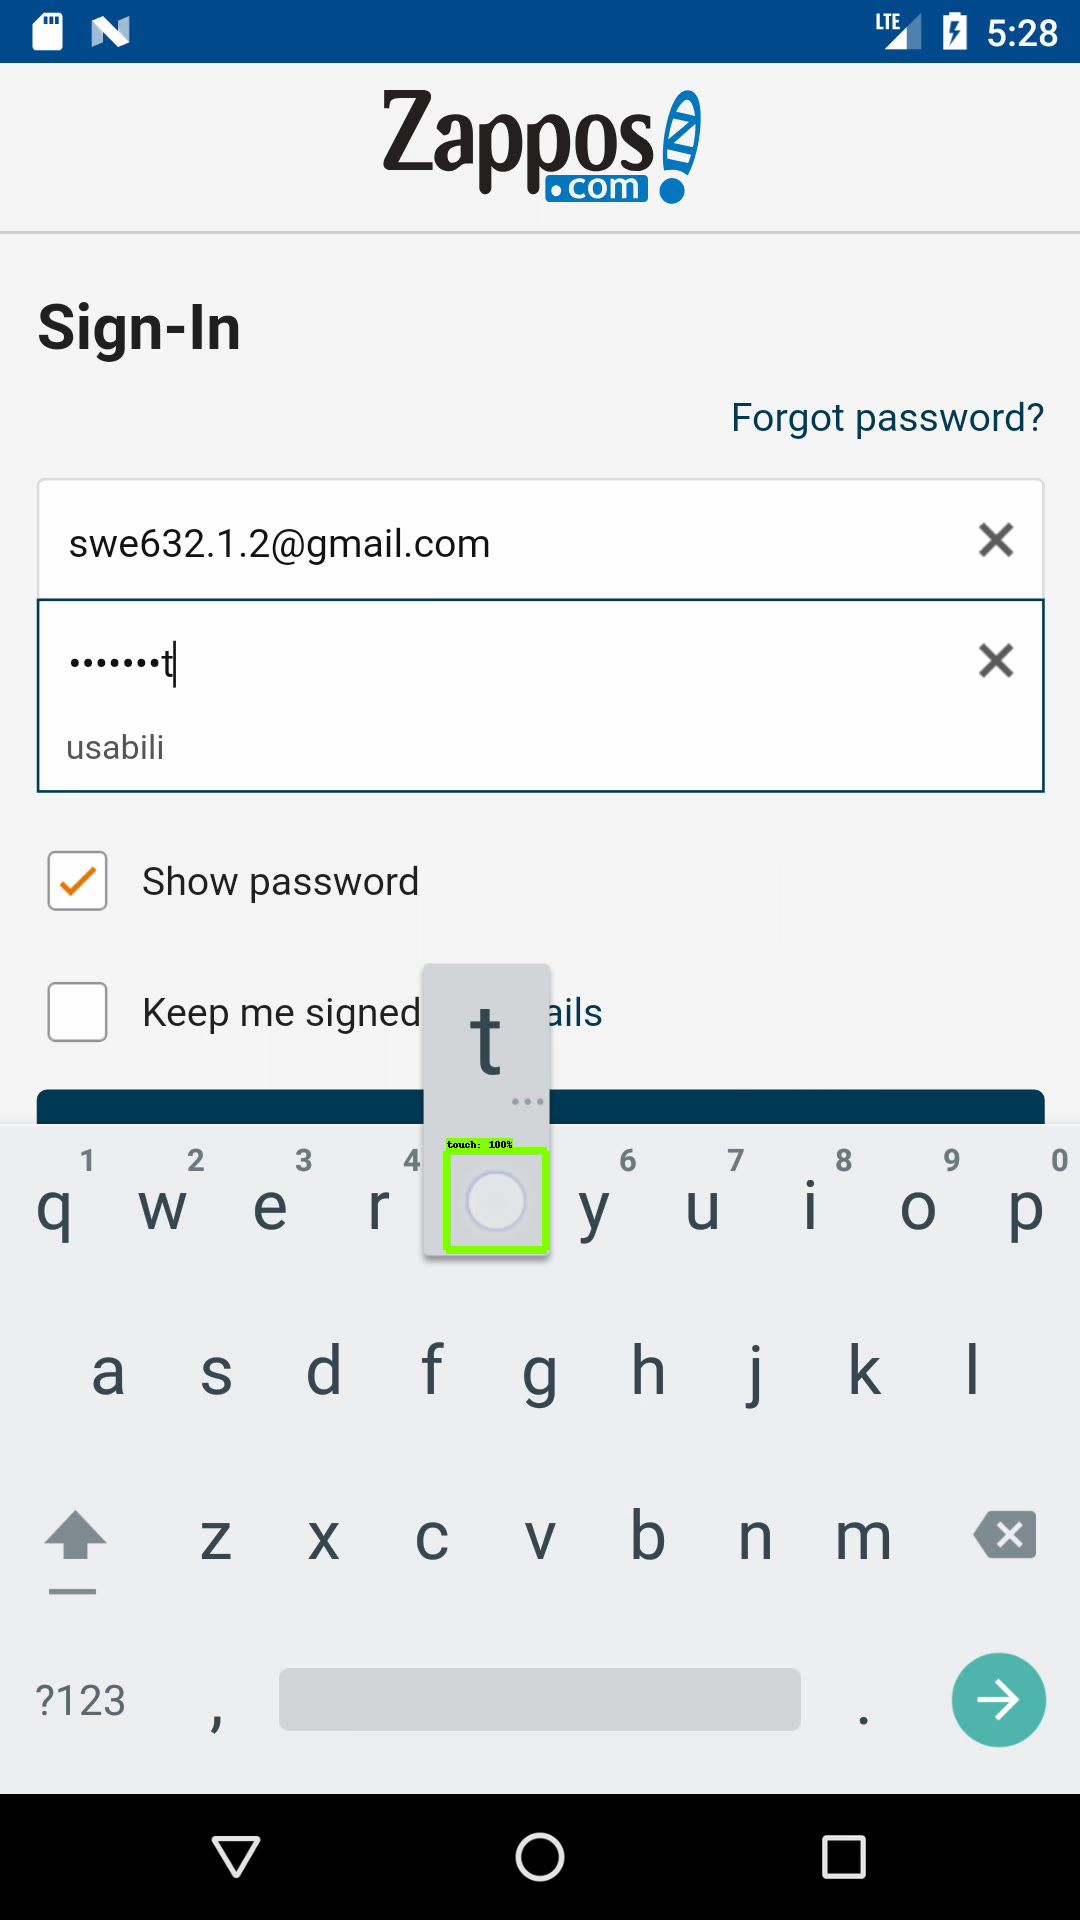 LTE 5:28
Zappos
.com
Sign-In
Forgot password?
swe632.1.2@gmail.com
•••••••t
usabili
Show password
Keep me signed
ails
t
...
touch: 100%
1 2 3 4 6 7 8 9 0
q w e r y u i o p
a s d f g h j k l
z x c v b n m
?123 , .